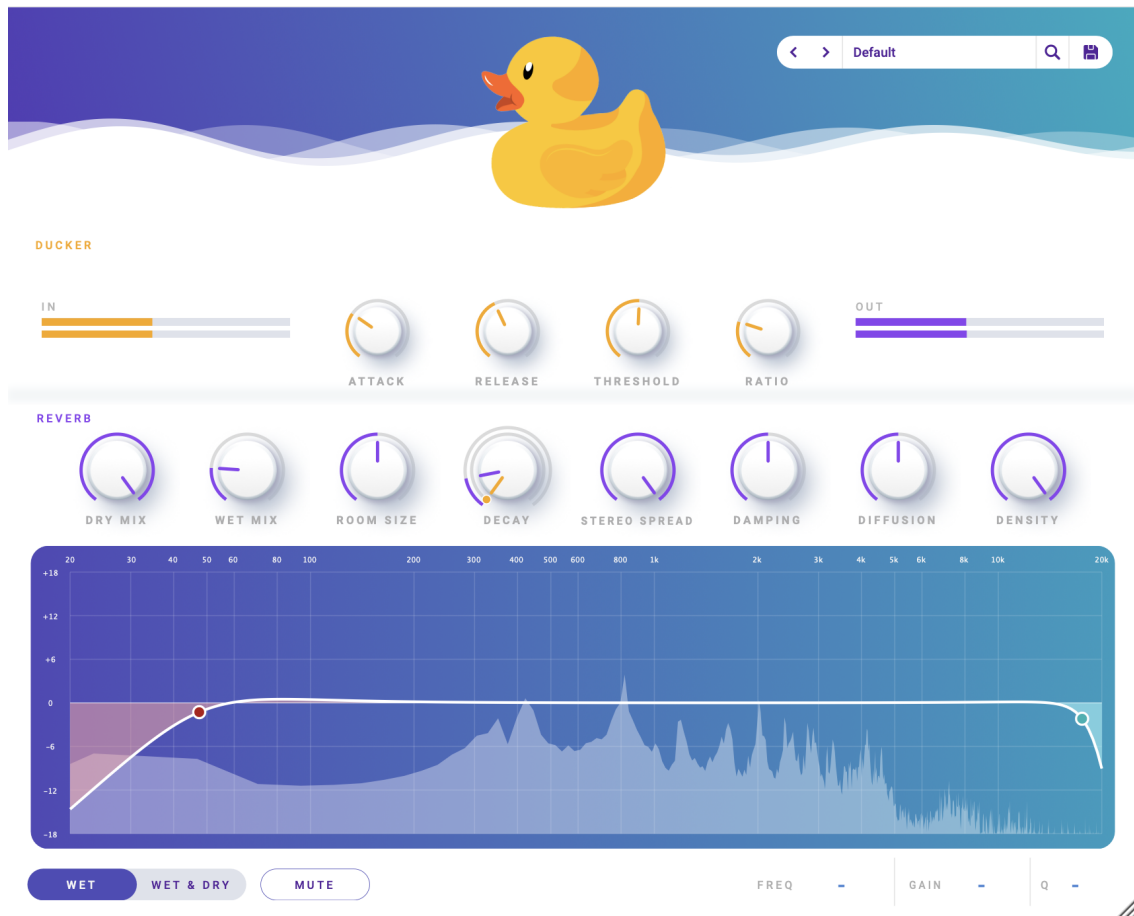 Default
DUCKER
IN
OUT
ATTACK RELEASE THRESHOLD RATIO
REVERB
DRY MIX WET MIX ROOM SIZE DECAY STEREO SPREAD DAMPING DIFFUSION DENSITY
20 30 40 50 60 80 100 200 300 400 500 600 800 1k 2k 3k 4k 5k 6k 8k 10k 20k
+18
+12
+6
0
-6
-12
-18
WET WET & DRY MUTE FREQ - GAIN - Q -